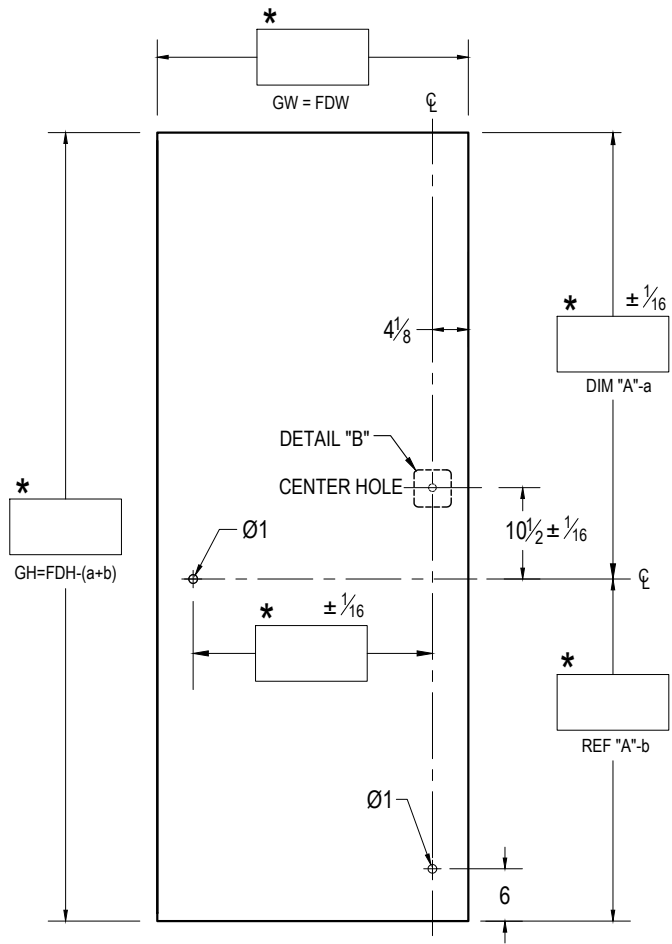 *
GW = FDW
℄
* ± 1/16
4 1/8
DIM "A"-a
DETAIL "B"
CENTER HOLE
*
10 1/2 ± 1/16
Ø1
GH=FDH-(a+b)
℄
* ± 1/16
*
REF "A"-b
Ø1
6